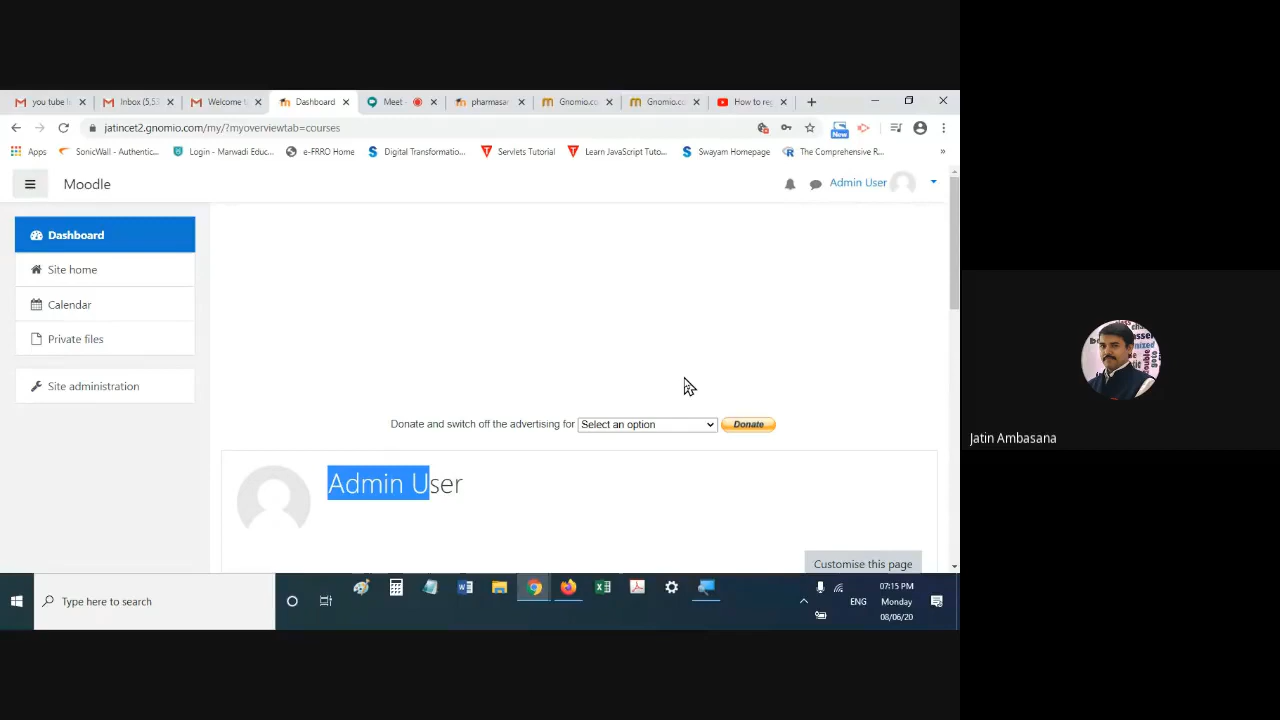 you tube l
Inbox (5,53
Welcome t
Dashboard
Meet -
pharmasar
Gnomio.co
Gnomio.co
How to re
jatincet2.gnomio.com/my/?myoverviewtab=courses
New
Apps
SonicWall - Authentic...
Login - Marwadi Educ...
e-FRRO Home
Digital Transformatio...
Servlets Tutorial
Learn JavaScript Tuto...
Swayam Homepage
The Comprehensive R...
»
Moodle
Admin User
Dashboard
Site home
Calendar
Private files
Site administration
Donate and switch off the advertising for Select an option Donate
Admin User
Customise this page
Jatin Ambasana
Type here to search
ENG
07:15 PM
Monday
08/06/20